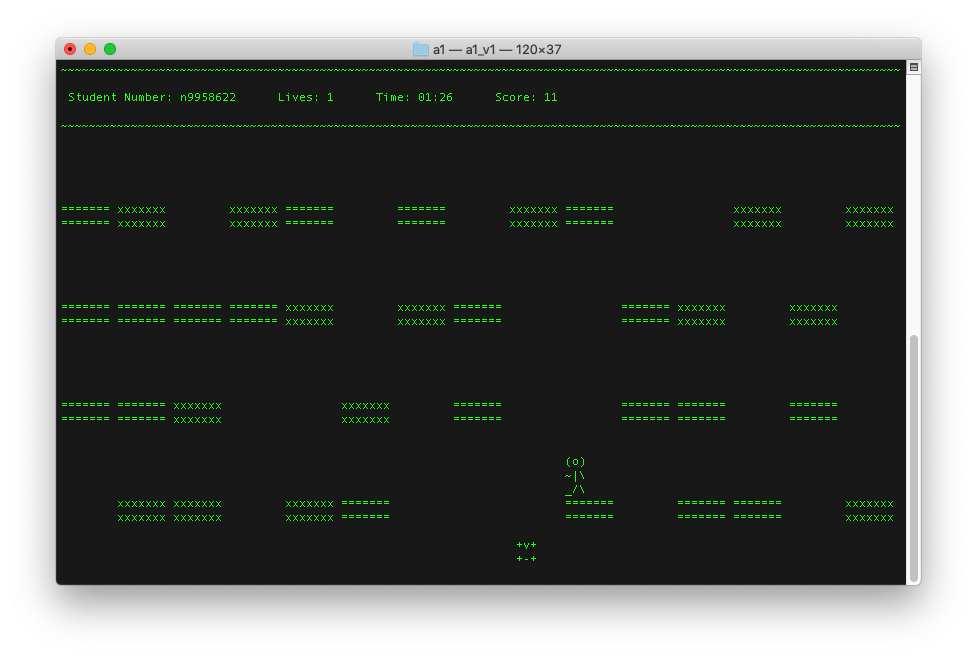 ~~~~~~~~~~~~~~~~~~~~~~~~~~~~~~~~~~~~~~~~~~~~~~~~~~~~~~~~~~~~~~~~~~~~~~~~~~~~~~~~~~~~~~~~~~~~~~~~~~~~~~~~~~~~~~~~~~~~~~~~
a1 — a1_v1 — 120×37
Student Number: n9958622      Lives: 1      Time: 01:26      Score: 11
~~~~~~~~~~~~~~~~~~~~~~~~~~~~~~~~~~~~~~~~~~~~~~~~~~~~~~~~~~~~~~~~~~~~~~~~~~~~~~~~~~~~~~~~~~~~~~~~~~~~~~~~~~~~~~~~~~~~~~~~
======= xxxxxxx         xxxxxxx =======         =======         xxxxxxx =======                 xxxxxxx         xxxxxxx
======= xxxxxxx         xxxxxxx =======         =======         xxxxxxx =======                 xxxxxxx         xxxxxxx
======= ======= ======= ======= xxxxxxx         xxxxxxx =======                 ======= xxxxxxx         xxxxxxx
======= ======= ======= ======= xxxxxxx         xxxxxxx =======                 ======= xxxxxxx         xxxxxxx
======= ======= xxxxxxx                 xxxxxxx         =======                 ======= =======         =======
======= ======= xxxxxxx                 xxxxxxx         =======                 ======= =======         =======
(o)
~|\
_/\
xxxxxxx xxxxxxx         xxxxxxx =======                         =======         ======= =======         xxxxxxx
xxxxxxx xxxxxxx         xxxxxxx =======                         =======         ======= =======         xxxxxxx
+v+
+-+